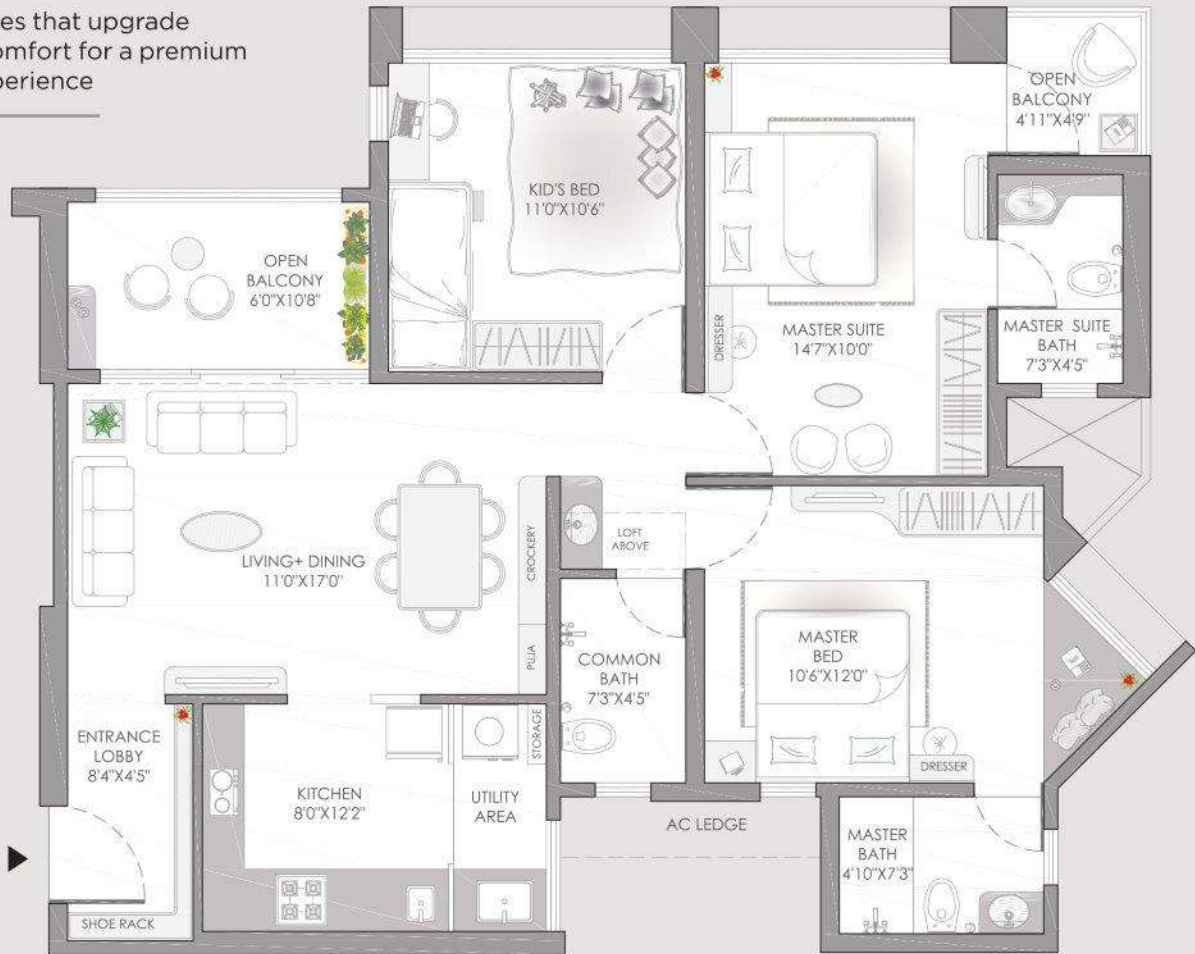 es that upgrade
omfort for a premium
perience
OPEN
BALCONY
4'11"X4'9"
KID'S BED
11'0"X10'6"
OPEN
BALCONY
6'0"X10'8"
DRESSER
MASTER SUITE
14'7"X10'0"
MASTER SUITE
BATH
7'3"X4'5"
LIVING+ DINING
11'0"X17'0"
CROCKERY
PUJA
LOFT
ABOVE
COMMON
BATH
7'3"X4'5"
MASTER
BED
10'6"X12'0"
DRESSER
ENTRANCE
LOBBY
8'4"X4'5"
KITCHEN
8'0"X12'2"
UTILITY
AREA
STORAGE
AC LEDGE
MASTER
BATH
4'10"X7'3"
SHOE RACK